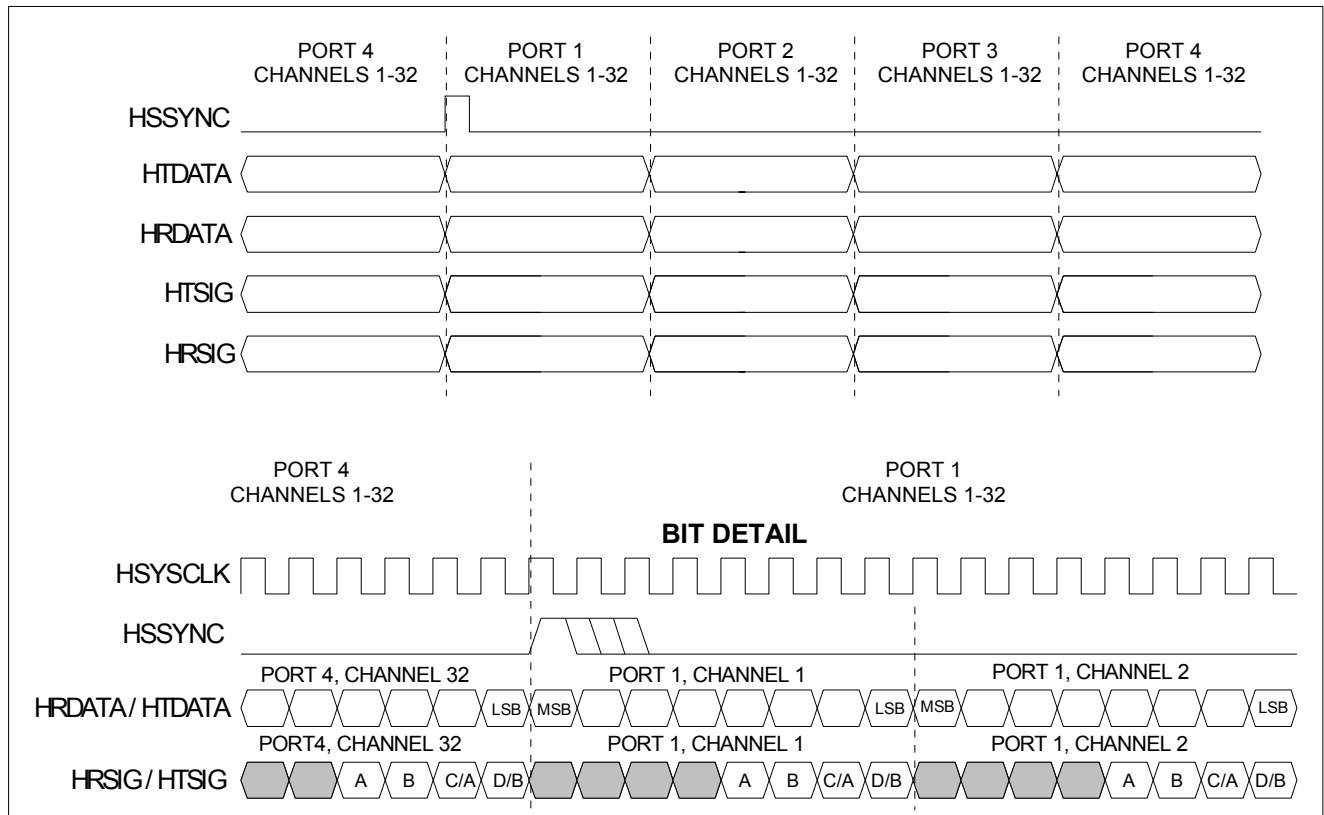 PORT 4 PORT 1 PORT 2 PORT 3 PORT 4
CHANNELS 1-32 CHANNELS 1-32 CHANNELS 1-32 CHANNELS 1-32 CHANNELS 1-32
HSSYNC
HTDATA
HRDATA
HTSIG
HRSIG
PORT 4 PORT 1
CHANNELS 1-32 CHANNELS 1-32
BIT DETAIL
HSYSCLK
HSSYNC
PORT 4, CHANNEL 32 PORT 1, CHANNEL 1 PORT 1, CHANNEL 2
HRDATA / HTDATA LSB MSB LSB MSB LSB
PORT4, CHANNEL 32 PORT 1, CHANNEL 1 PORT 1, CHANNEL 2
HRSIG / HTSIG A B C/A D/B A B C/A D/B A B C/A D/B